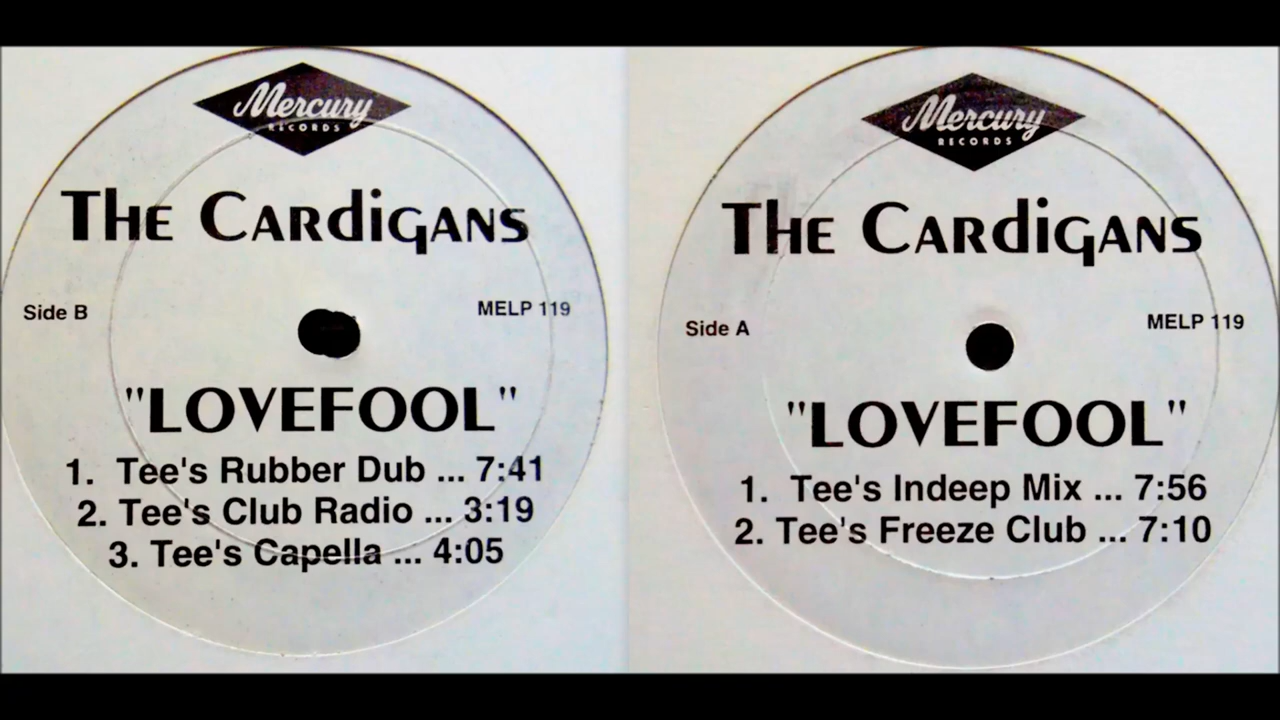 Mercury
RECORDS
The Cardigans
Side B
MELP 119
"LOVEFOOL"
1. Tee's Rubber Dub ... 7:41
2. Tee's Club Radio ... 3:19
3. Tee's Capella ... 4:05
Mercury
RECORDS
The Cardigans
Side A
MELP 119
"LOVEFOOL"
1. Tee's Indeep Mix ... 7:56
2. Tee's Freeze Club ... 7:10